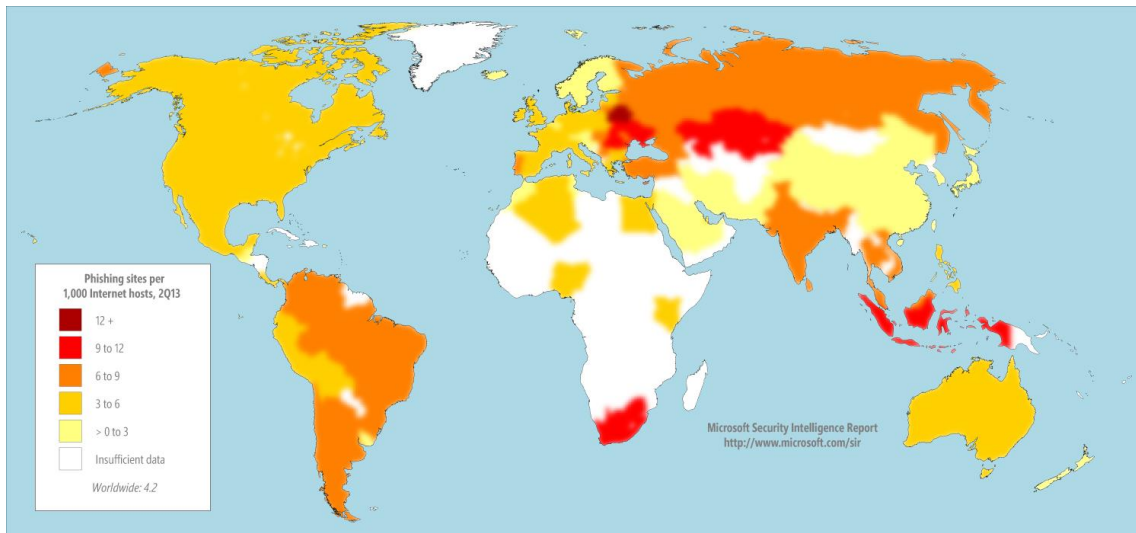 Phishing sites per
1,000 Internet hosts, 2Q13
12 +
9 to 12
6 to 9
3 to 6
> 0 to 3
Insufficient data
Worldwide: 4.2
Microsoft Security Intelligence Report
http://www.microsoft.com/sir